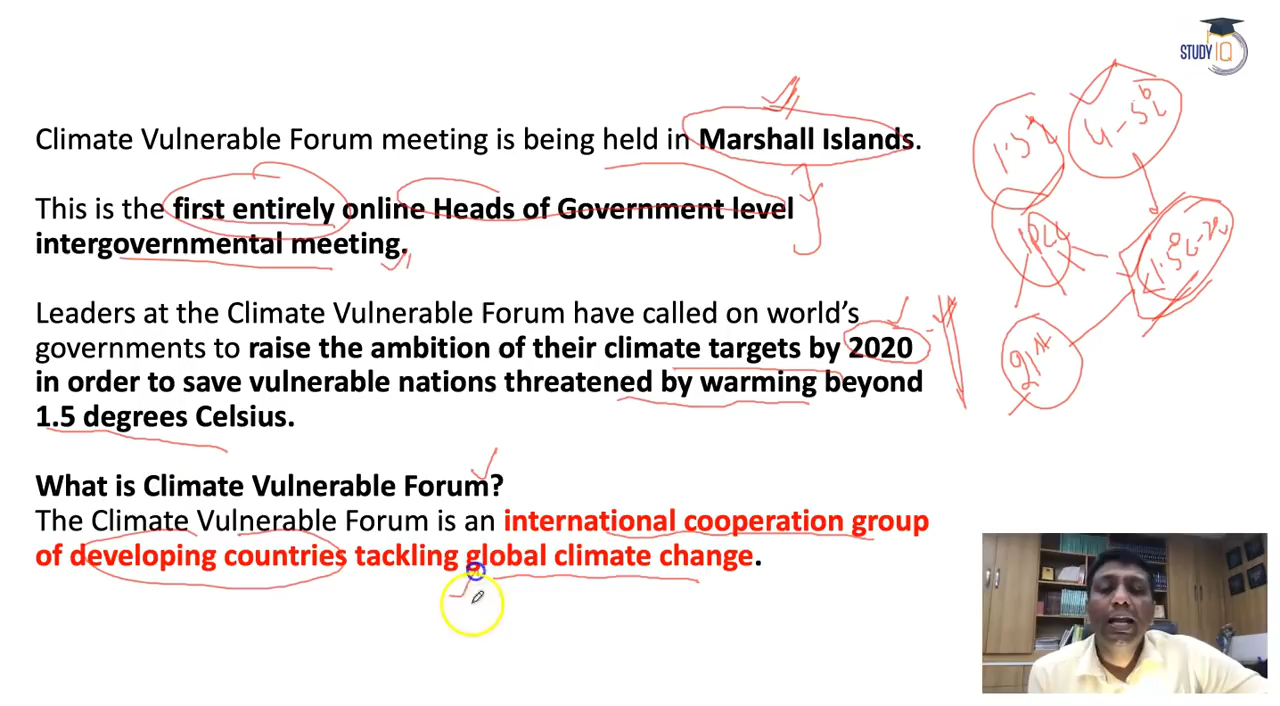 STUDY IQ
Climate Vulnerable Forum meeting is being held in Marshall Islands.
This is the first entirely online Heads of Government level
intergovernmental meeting.
Leaders at the Climate Vulnerable Forum have called on world's
governments to raise the ambition of their climate targets by 2020
in order to save vulnerable nations threatened by warming beyond
1.5 degrees Celsius.
What is Climate Vulnerable Forum?
The Climate Vulnerable Forum is an international cooperation group
of developing countries tackling global climate change.
IPCC
21st